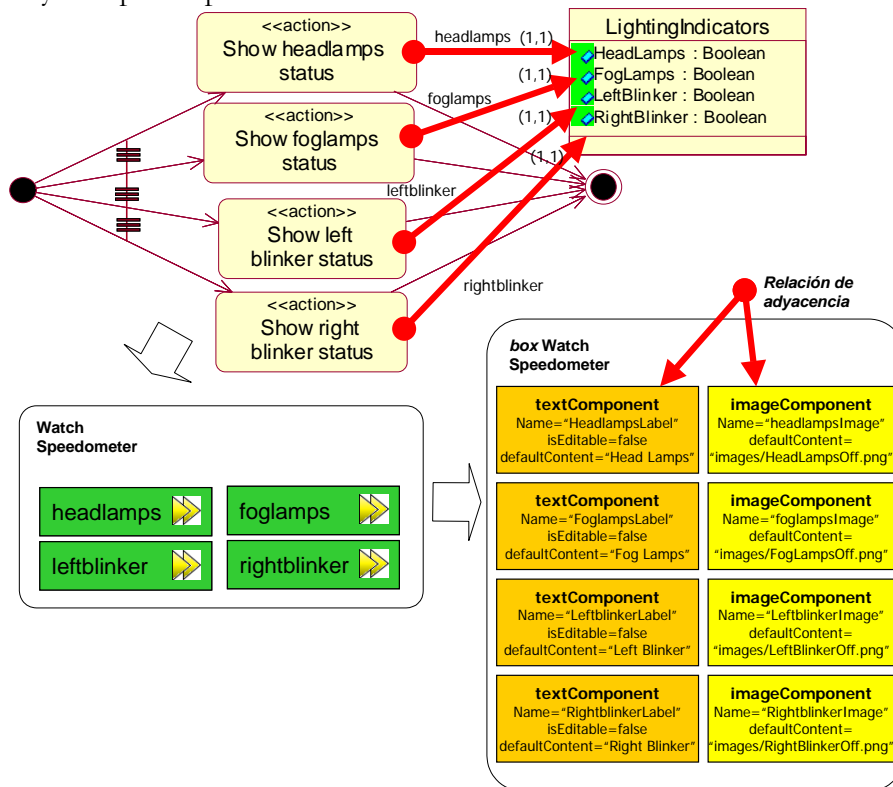 <<action>>
Show headlamps
status
headlamps (1,1)
LightingIndicators
HeadLamps : Boolean
FogLamps : Boolean
LeftBlinker : Boolean
RightBlinker : Boolean
(1,1)
foglamps
<<action>>
Show foglamps
status
(1,1)
(1,1)
leftblinker
<<action>>
Show left
blinker status
rightblinker
<<action>>
Show right
blinker status
Relación de
adyacencia
Watch
Speedometer
headlamps
foglamps
leftblinker
rightblinker
box Watch
Speedometer
textComponent
Name="HeadlampsLabel"
isEditable=false
defaultContent="Head Lamps"
imageComponent
Name="headlampsImage"
defaultContent=
"images/HeadLampsOff.png"
textComponent
Name="FoglampsLabel"
isEditable=false
defaultContent="Fog Lamps"
imageComponent
Name="foglampsImage"
defaultContent=
"images/FogLampsOff.png"
textComponent
Name="LeftblinkerLabel"
isEditable=false
defaultContent="Left Blinker"
imageComponent
Name="LeftblinkerImage"
defaultContent=
"images/LeftBlinkerOff.png"
textComponent
Name="RightblinkerLabel"
isEditable=false
defaultContent="Right Blinker"
imageComponent
Name="RightblinkerImage"
defaultContent=
"images/RightBlinkerOff.png"